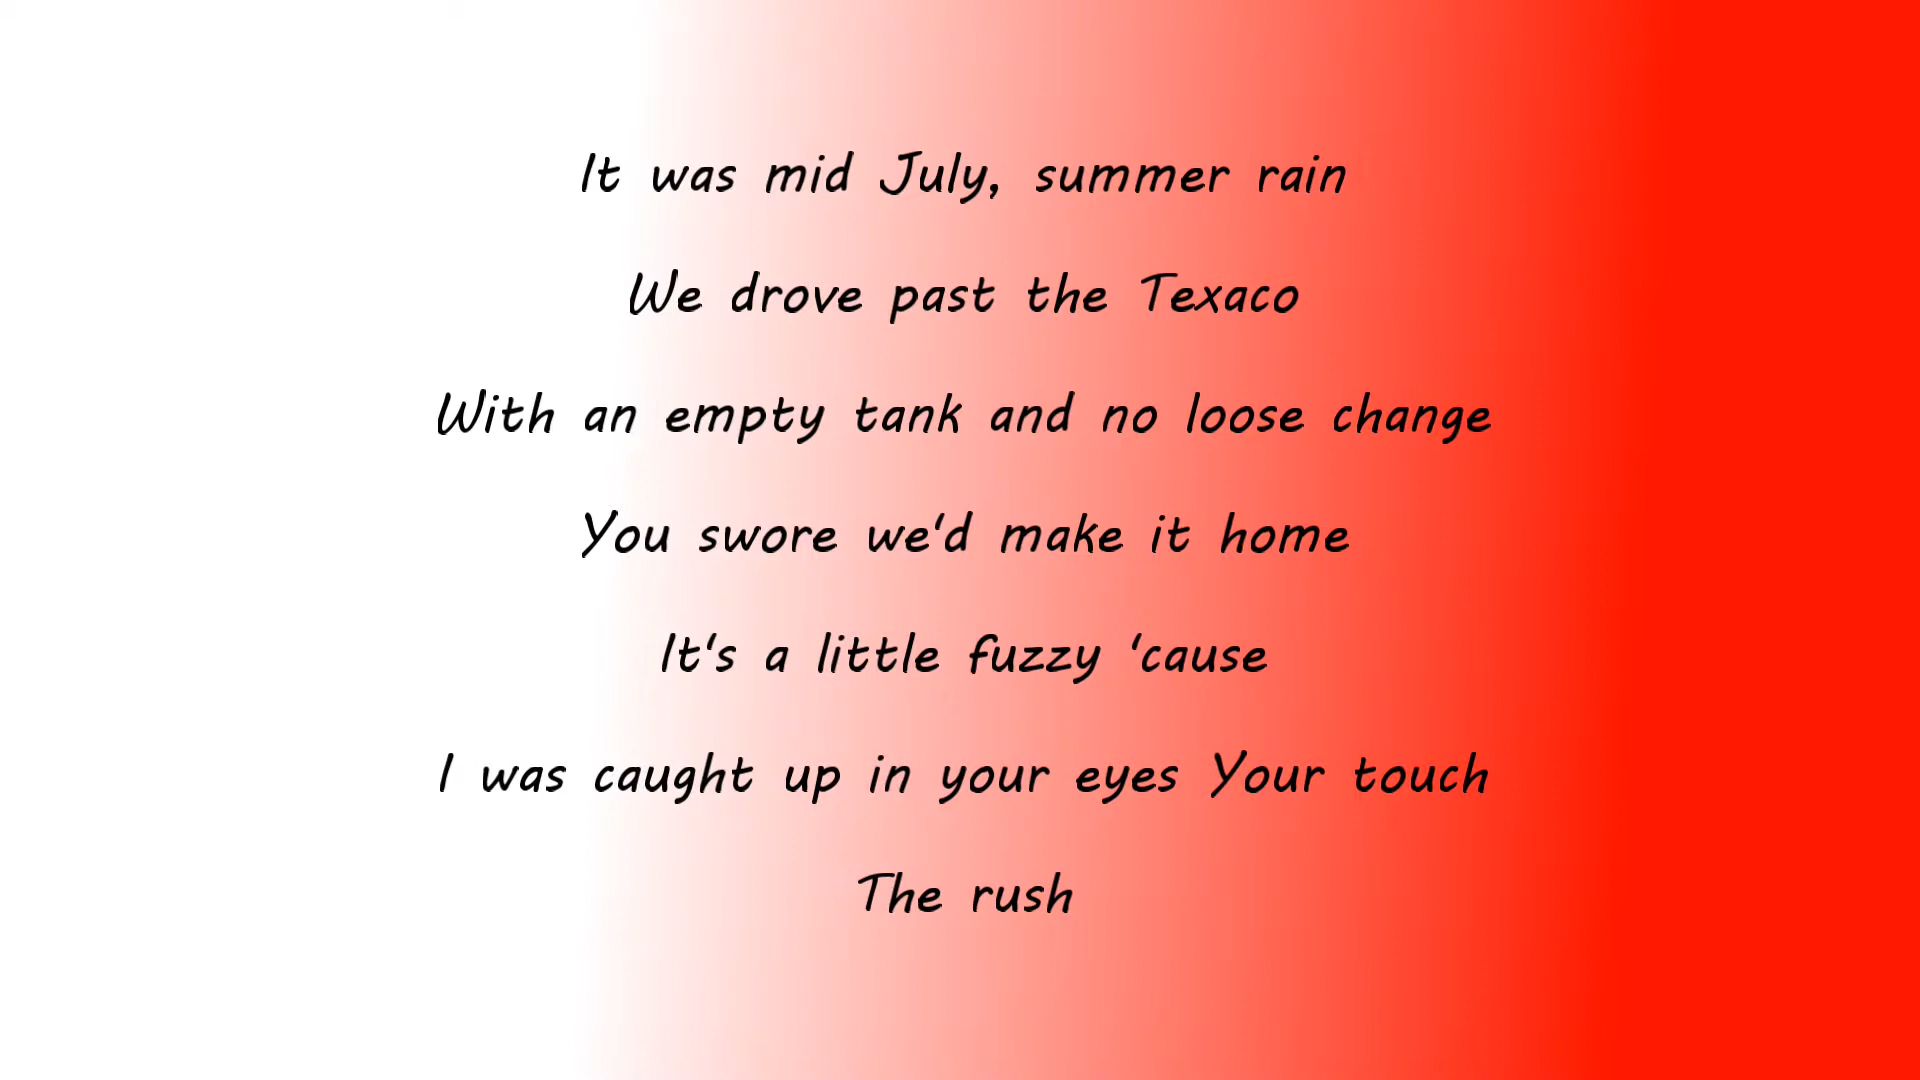 It was mid July, summer rain
We drove past the Texaco
With an empty tank and no loose change
You swore we'd make it home
It's a little fuzzy 'cause
I was caught up in your eyes Your touch
The rush